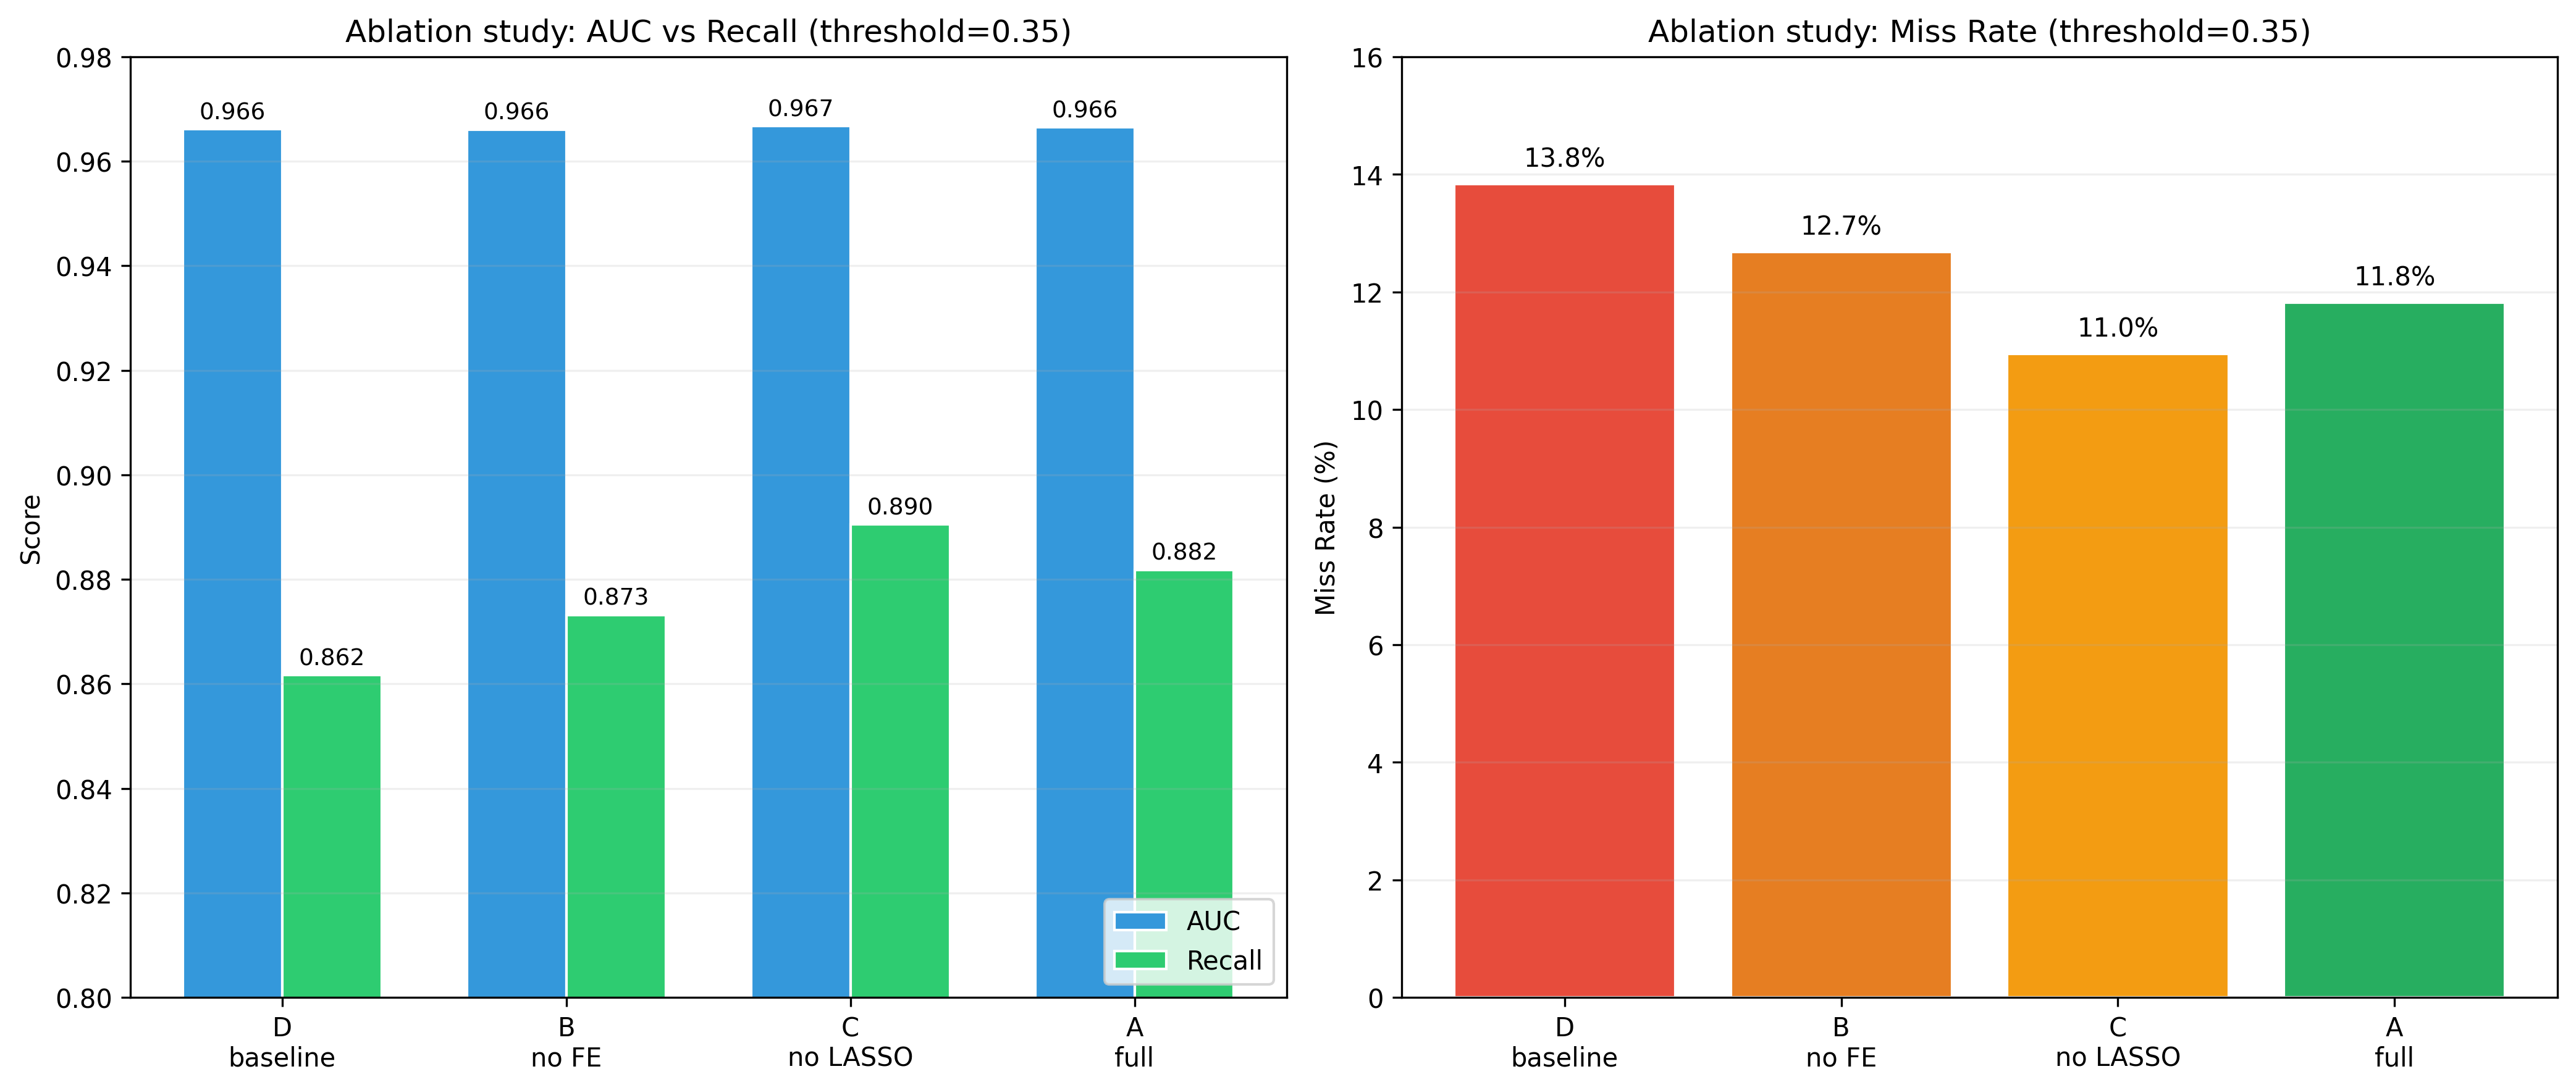 Ablation study: AUC vs Recall (threshold=0.35)
Score
0.98
0.96
0.94
0.92
0.90
0.88
0.86
0.84
0.82
0.80
0.966
0.862
0.966
0.873
0.967
0.890
0.966
0.882
AUC
Recall
D
baseline
B
no FE
C
no LASSO
A
full
Ablation study: Miss Rate (threshold=0.35)
Miss Rate (%)
16
14
12
10
8
6
4
2
0
13.8%
12.7%
11.0%
11.8%
D
baseline
B
no FE
C
no LASSO
A
full